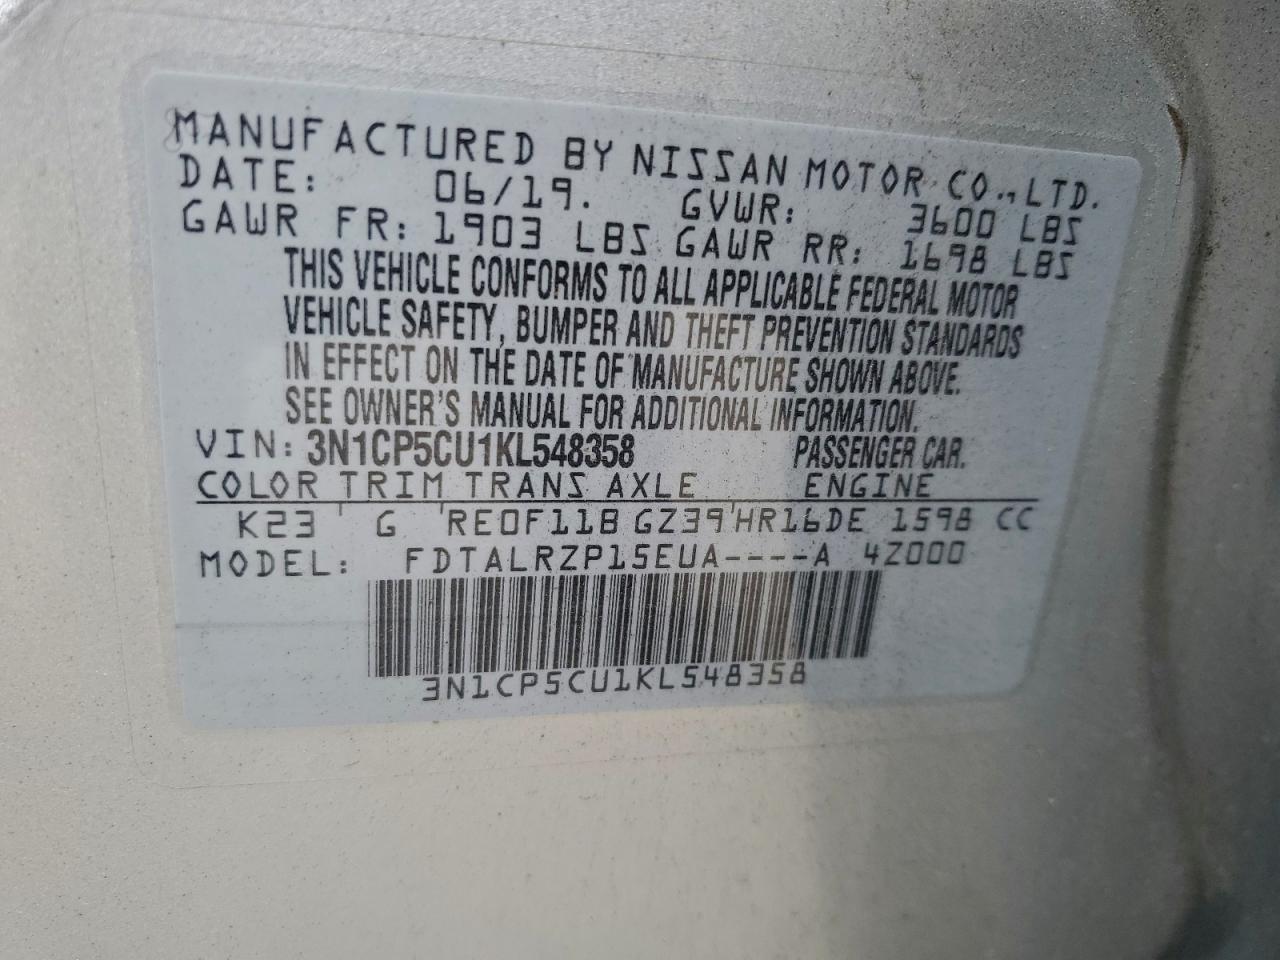 MANUFACTURED BY NISSAN MOTOR CO.,LTD.
DATE: 06/19. GVWR: 3600 LBS
GAWR FR: 1903 LBS GAWR RR: 1698 LBS
THIS VEHICLE CONFORMS TO ALL APPLICABLE FEDERAL MOTOR
VEHICLE SAFETY, BUMPER AND THEFT PREVENTION STANDARDS
IN EFFECT ON THE DATE OF MANUFACTURE SHOWN ABOVE.
SEE OWNER'S MANUAL FOR ADDITIONAL INFORMATION.
VIN: 3N1CP5CU1KL548358 PASSENGER CAR.
COLOR TRIM TRANS AXLE ENGINE
K23 G RE0F11B GZ39 HR16DE 1598 CC
MODEL: FDTALRZP15EUA----A 4Z000
3N1CP5CU1KL548358